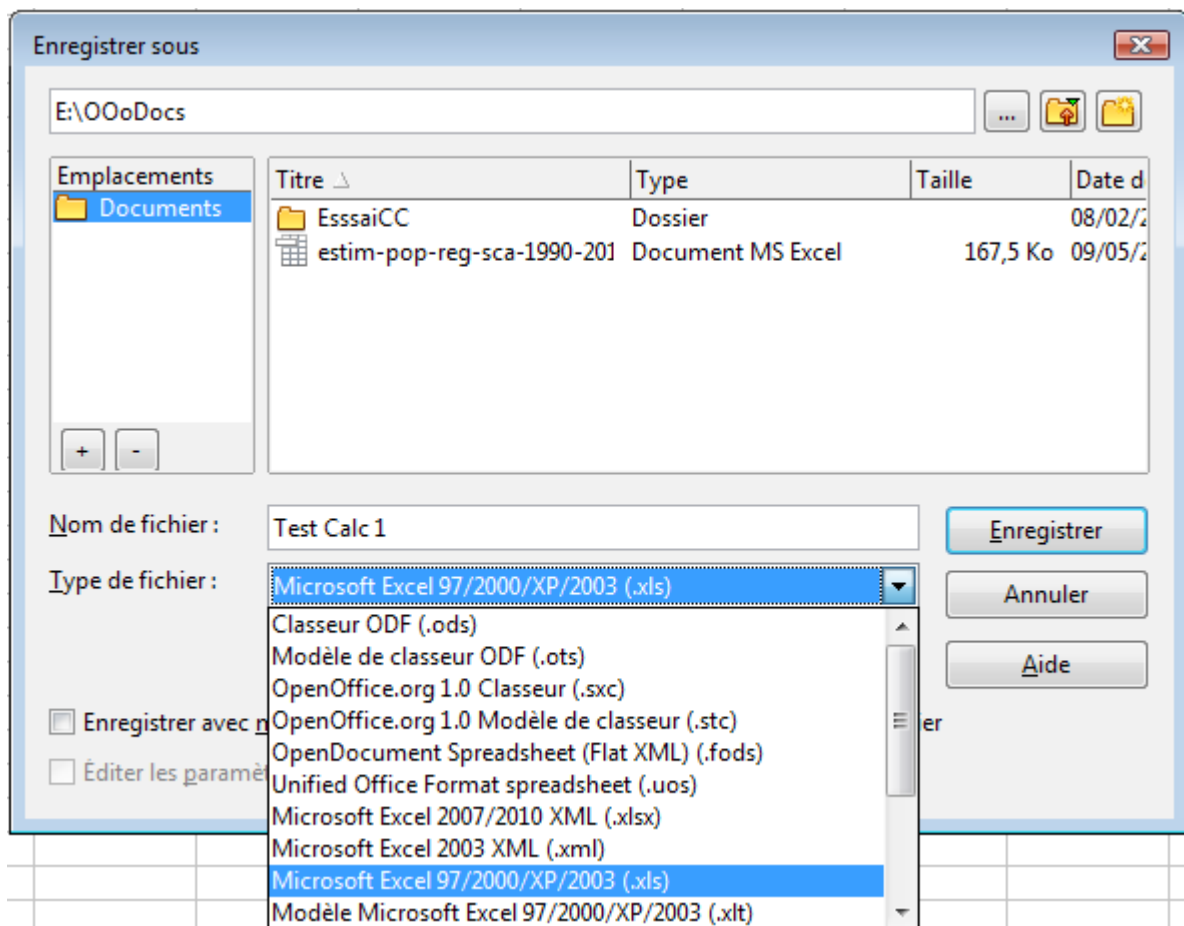 Enregistrer sous
E:\OOoDocs
...
Emplacements
Documents
Titre Type Taille Date d
EsssaiCC Dossier 08/02/2
estim-pop-reg-sca-1990-201 Document MS Excel 167,5 Ko 09/05/2
+ -
Nom de fichier : Test Calc 1 Enregistrer
Type de fichier : Microsoft Excel 97/2000/XP/2003 (.xls) Annuler
Classeur ODF (.ods)
Modèle de classeur ODF (.ots)
Aide
OpenOffice.org 1.0 Classeur (.sxc)
Enregistrer avec m OpenOffice.org 1.0 Modèle de classeur (.stc) ier
OpenDocument Spreadsheet (Flat XML) (.fods)
Éditer les paramèt Unified Office Format spreadsheet (.uos)
Microsoft Excel 2007/2010 XML (.xlsx)
Microsoft Excel 2003 XML (.xml)
Microsoft Excel 97/2000/XP/2003 (.xls)
Modèle Microsoft Excel 97/2000/XP/2003 (.xlt)